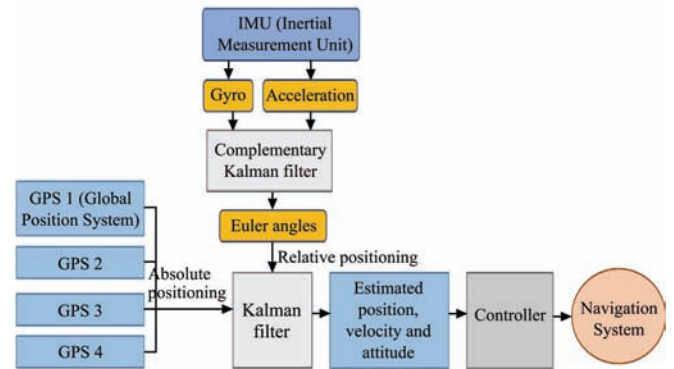 IMU (Inertial
Measurement Unit)
Gyro
Acceleration
Complementary
Kalman filter
GPS 1 (Global
Position System)
Euler angles
Relative positioning
GPS 2
Absolute
positioning
Kalman
filter
Estimated
position,
velocity and
attitude
Controller
Navigation
System
GPS 3
GPS 4